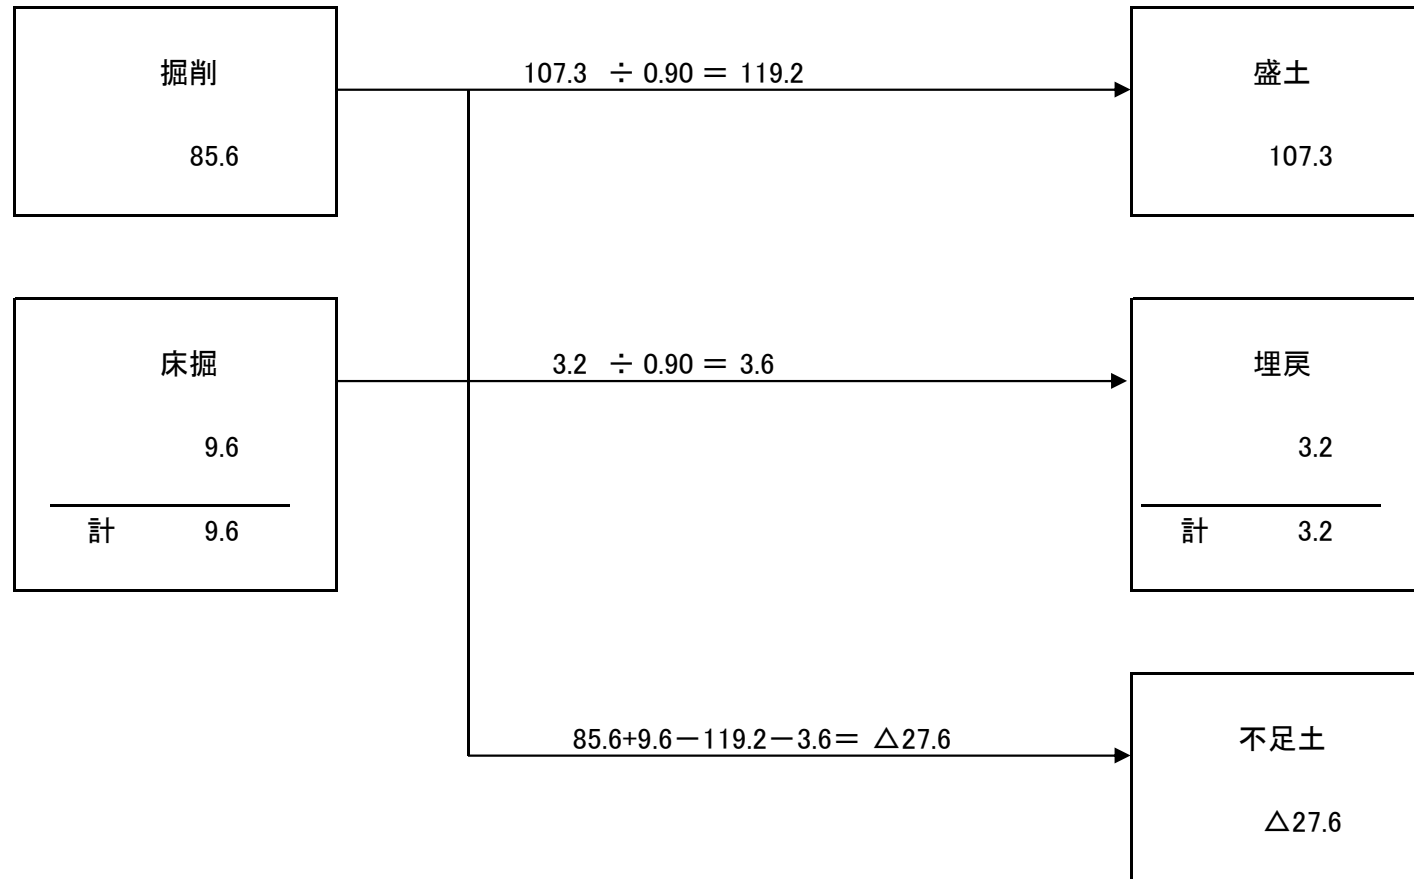 掘削
85.6
107.3 ÷ 0.90 = 119.2
盛土
107.3
床掘
9.6
計 9.6
3.2 ÷ 0.90 = 3.6
埋戻
3.2
計 3.2
85.6+9.6－119.2－3.6＝ △27.6
不足土
△27.6